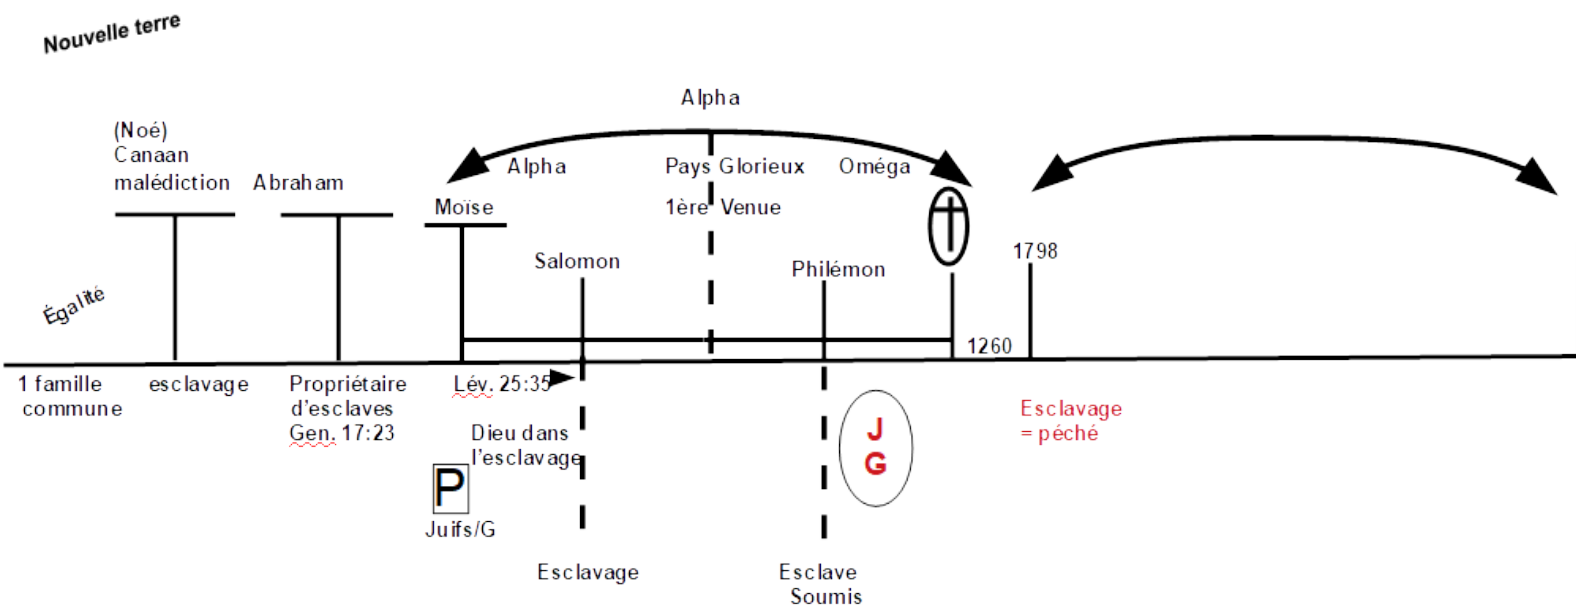 Nouvelle terre
Alpha
(Noé)
Canaan
malédiction
Abraham
Alpha
Pays Glorieux
Oméga
Moïse
1ère Venue
Salomon
Philémon
1798
Égalité
1260
1 famille
commune
esclavage
Propriétaire
d'esclaves
Gen. 17:23
Lév. 25:35
Dieu dans
l'esclavage
P
Juifs/G
J
G
Esclavage
= péché
Esclavage
Esclave
Soumis